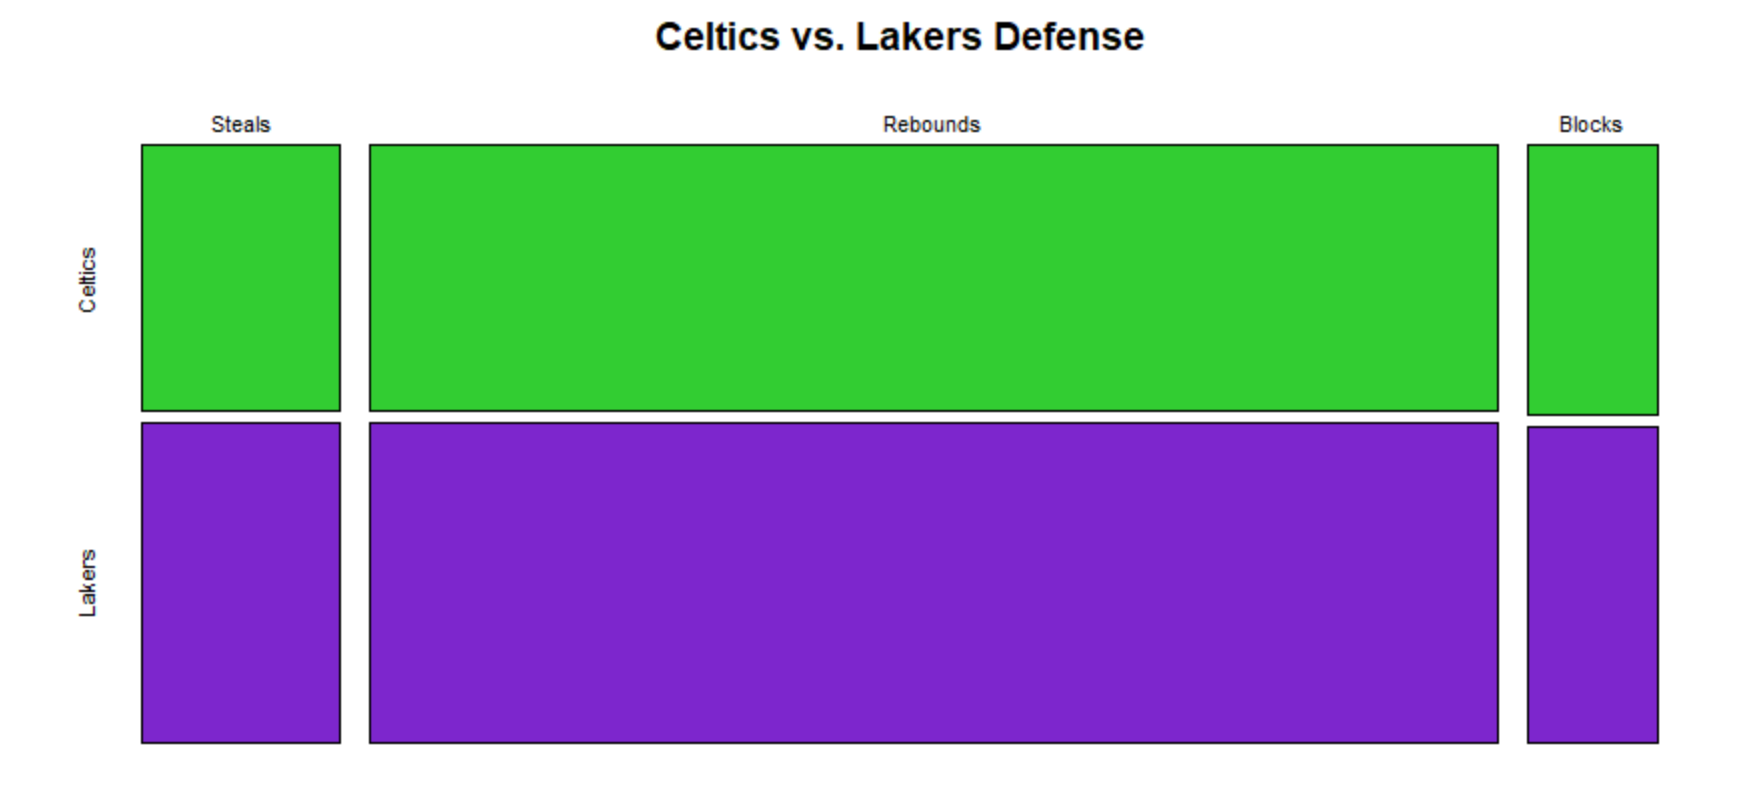 Celtics vs. Lakers Defense
Steals Rebounds Blocks
Celtics
Lakers